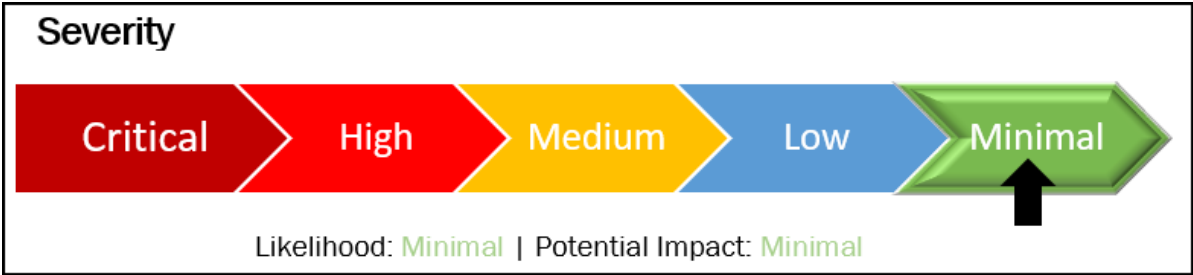 Severity
Critical High Medium Low Minimal
Likelihood: Minimal | Potential Impact: Minimal